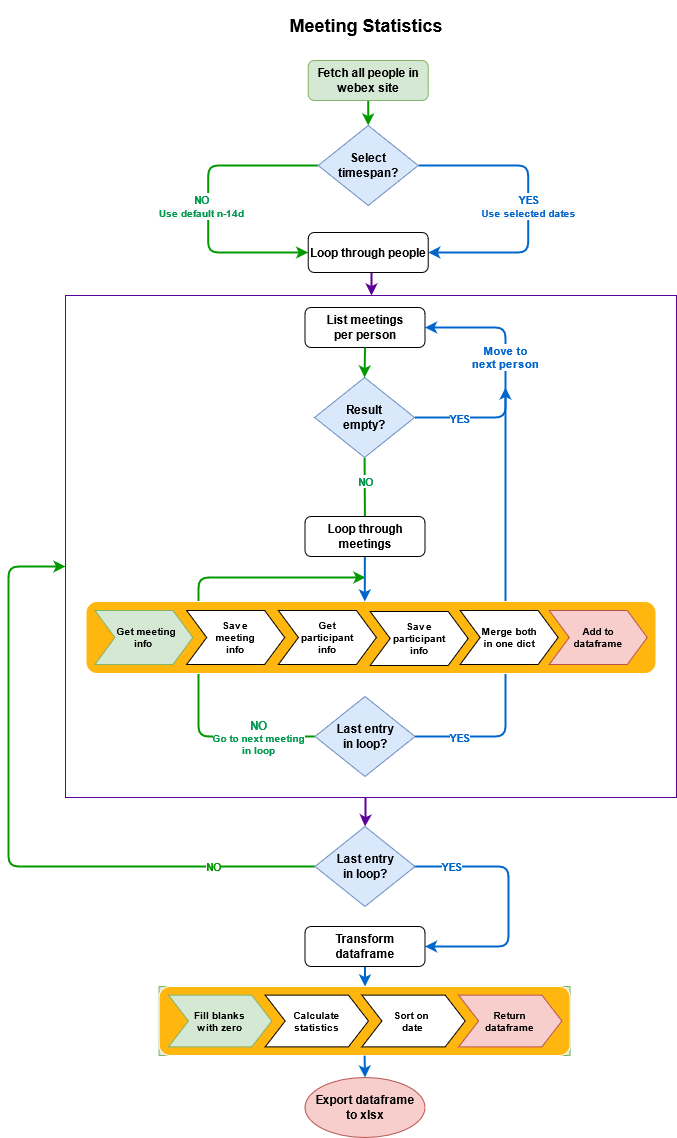 Meeting Statistics
Fetch all people in
webex site
Select
timespan?
NO
Use default n-14d
YES
Use selected dates
Loop through people
List meetings
per person
Move to
next person
Result
empty?
YES
NO
Loop through
meetings
Get meeting
info
Save
meeting
info
Get
participant
info
Save
participant
info
Merge both
in one dict
Add to
dataframe
NO
Go to next meeting
in loop
Last entry
in loop?
YES
Last entry
in loop?
NO
YES
Transform
dataframe
Fill blanks
with zero
Calculate
statistics
Sort on
date
Return
dataframe
Export dataframe
to xlsx